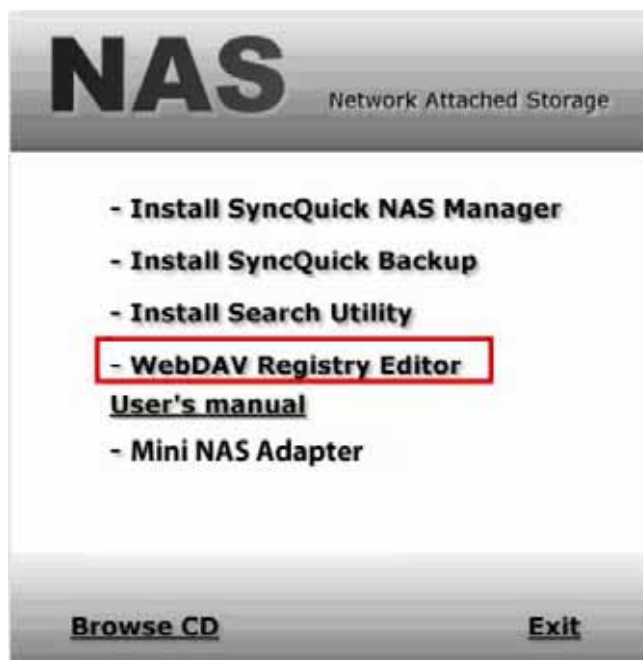 NAS
Network Attached Storage
- Install SyncQuick NAS Manager
- Install SyncQuick Backup
- Install Search Utility
- WebDAV Registry Editor
User's manual
- Mini NAS Adapter
Browse CD
Exit